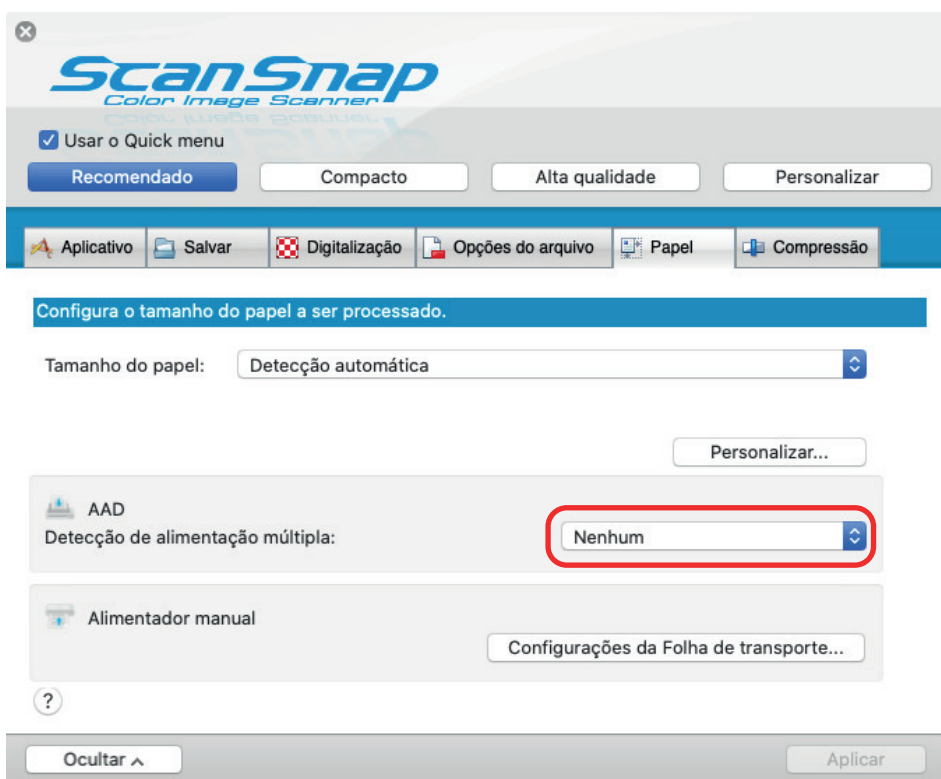 ScanSnap
Color Image Scanner
Usar o Quick menu
Recomendado Compacto Alta qualidade Personalizar
Aplicativo Salvar Digitalização Opções do arquivo Papel Compressão
Configura o tamanho do papel a ser processado.
Tamanho do papel: Detecção automática
Personalizar...
AAD
Detecção de alimentação múltipla: Nenhum
Alimentador manual
Configurações da Folha de transporte...
?
Ocultar Aplicar